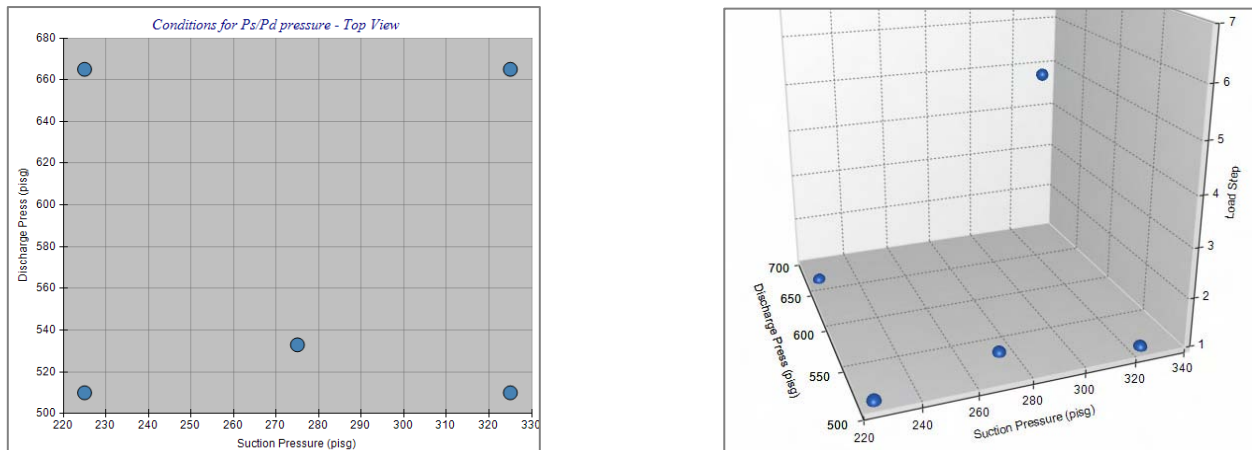 Conditions for Ps/Pd pressure - Top View
680
660
640
620
600
580
560
540
520
500
220 230 240 250 260 270 280 290 300 310 320 330
Discharge Press (pisg)
Suction Pressure (pisg)
7
6
5
4
3
2
1
Load Step
700
650
600
550
500
Discharge Press (pisg)
220 240 260 280 300 320 340
Suction Pressure (pisg)